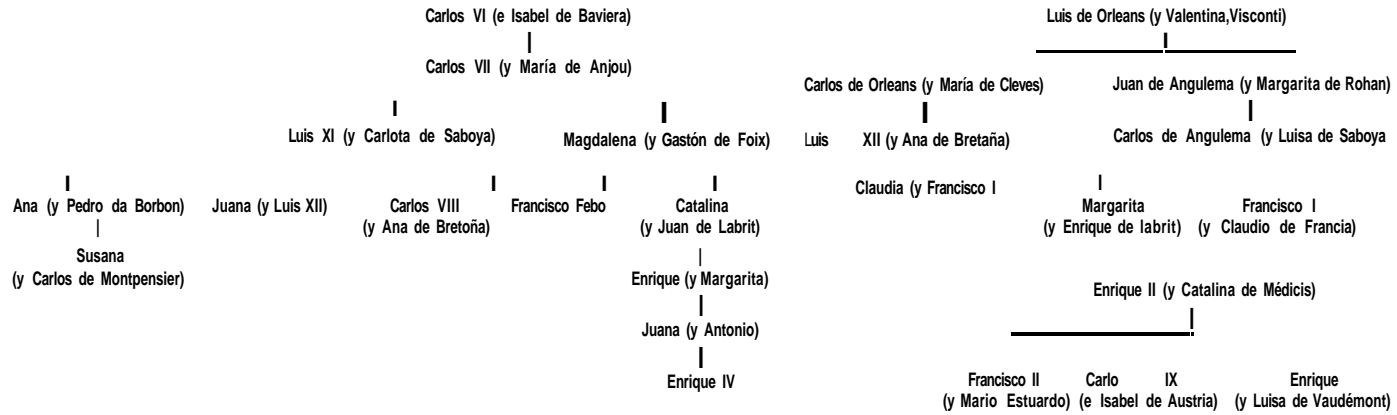 Carlos VI (e Isabel de Baviera)
Luis de Orleans (y Valentina,Visconti)
Carlos VII (y María de Anjou)
Carlos de Orleans (y María de Cleves)
Juan de Angulema (y Margarita de Rohan)
Luis XI (y Carlota de Saboya)
Magdalena (y Gastón de Foix)
Luis XII (y Ana de Bretaña)
Carlos de Angulema (y Luisa de Saboya
Ana (y Pedro da Borbon)
Juana (y Luis XII)
Carlos VIII
(y Ana de Bretoña)
Francisco Febo
Catalina
(y Juan de Labrit)
Claudia (y Francisco I
Margarita
(y Enrique de labrit)
Francisco I
(y Claudio de Francia)
Susana
(y Carlos de Montpensier)
Enrique (y Margarita)
Enrique II (y Catalina de Médicis)
Juana (y Antonio)
Enrique IV
Francisco II
(y Mario Estuardo)
Carlo IX
(e Isabel de Austria)
Enrique
(y Luisa de Vaudémont)